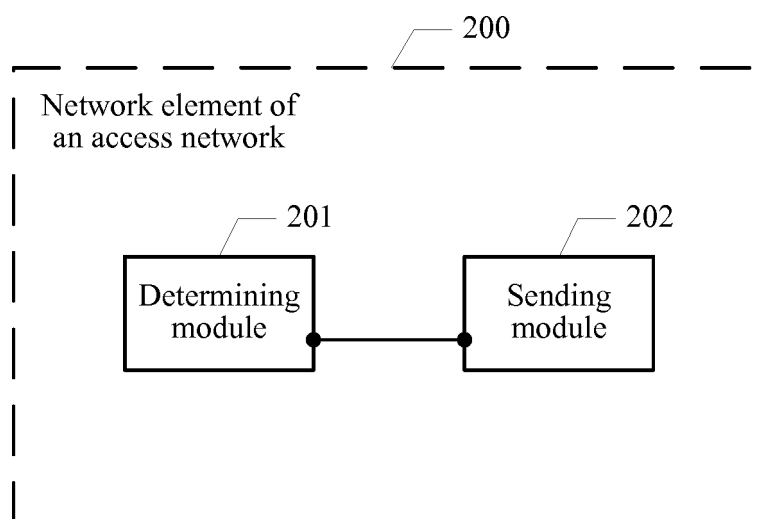 200
Network element of
an access network
201
202
Determining
module
Sending
module